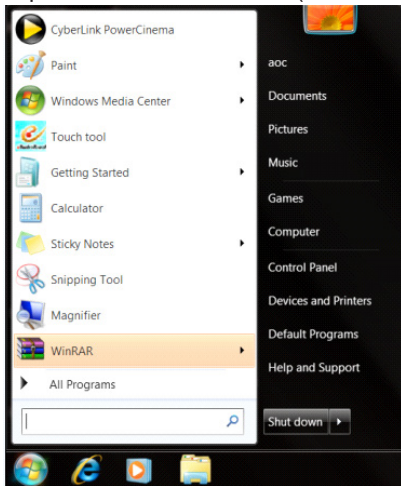 CyberLink PowerCinema
Paint
Windows Media Center
Touch tool
Getting Started
Calculator
Sticky Notes
Snipping Tool
Magnifier
WinRAR
All Programs
aoc
Documents
Pictures
Music
Games
Computer
Control Panel
Devices and Printers
Default Programs
Help and Support
Shut down